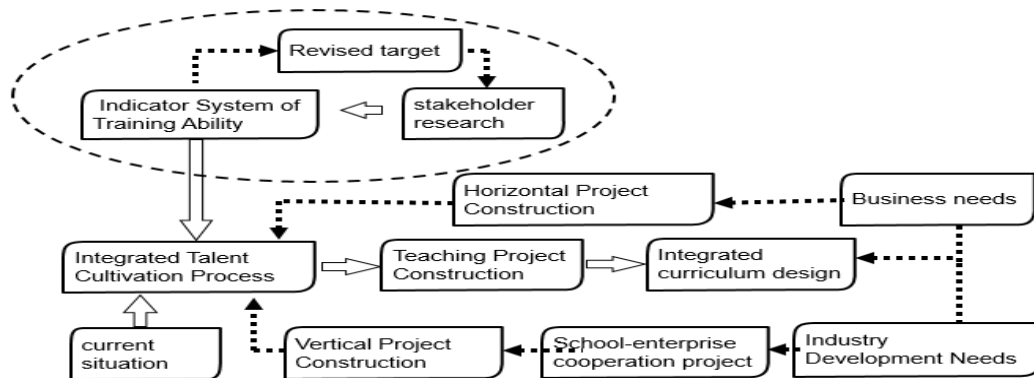 Revised target
Indicator System of
Training Ability
stakeholder
research
Horizontal Project
Construction
Business needs
Integrated Talent
Cultivation Process
Teaching Project
Construction
Integrated
curriculum design
current
situation
Vertical Project
Construction
School-enterprise
cooperation project
Industry
Development Needs